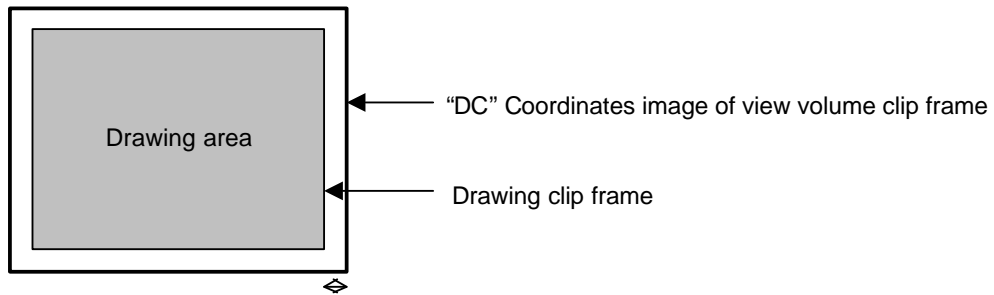 “DC” Coordinates image of view volume clip frame
Drawing area
Drawing clip frame